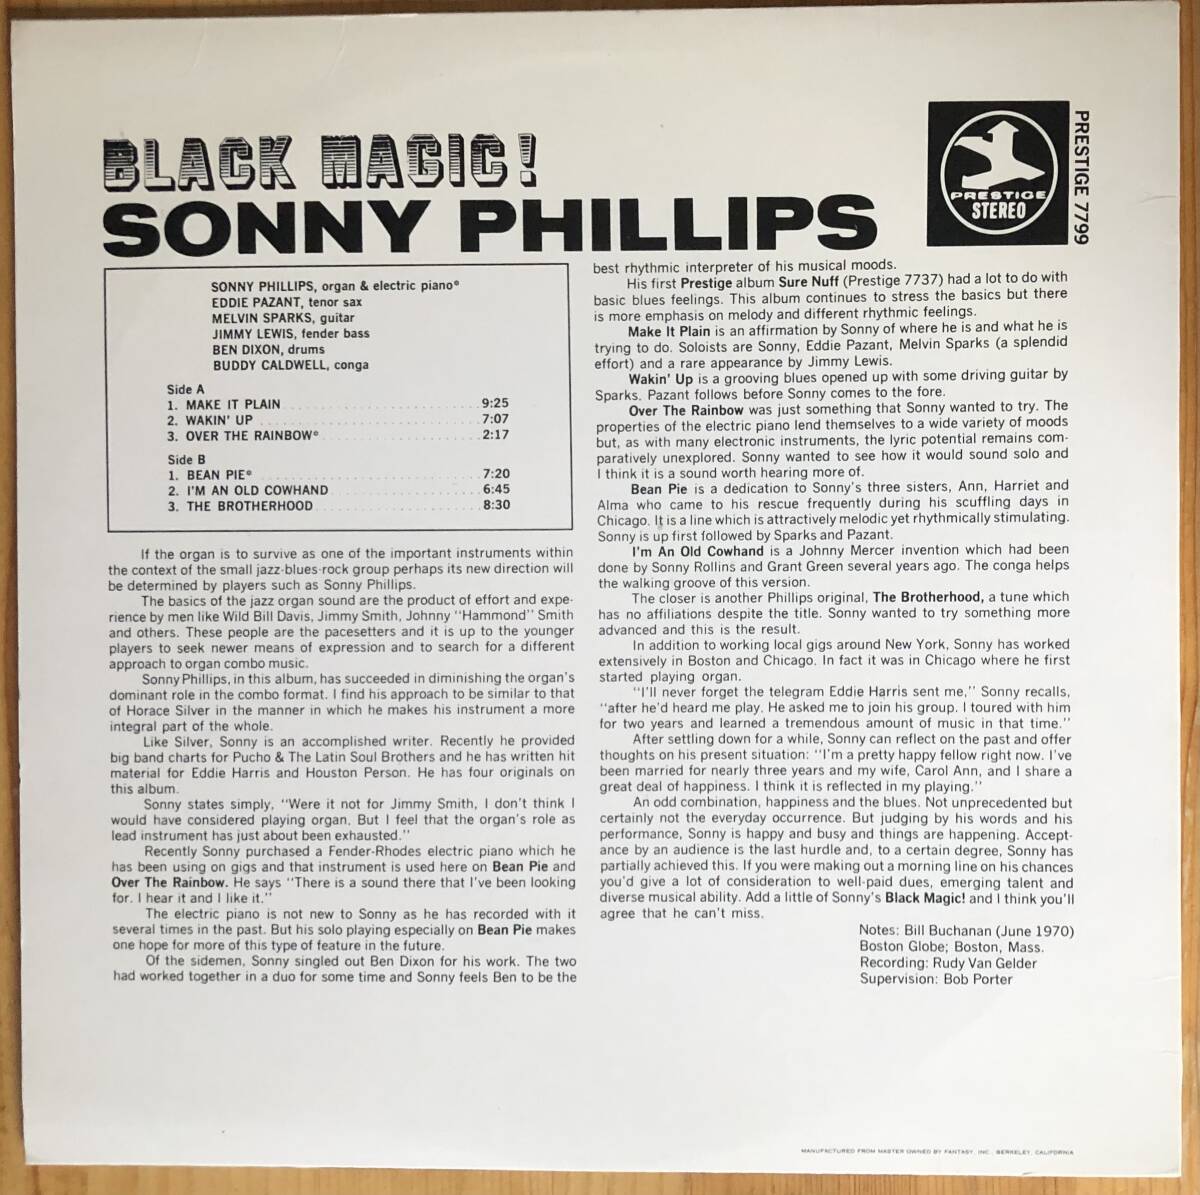 BLACK MAGIC!
SONNY PHILLIPS
PRESTIGE
STEREO
PRESTIGE 7799
SONNY PHILLIPS, organ & electric piano*
EDDIE PAZANT, tenor sax
MELVIN SPARKS, guitar
JIMMY LEWIS, fender bass
BEN DIXON, drums
BUDDY CALDWELL, conga
Side A
1. MAKE IT PLAIN 9:25
2. WAKIN' UP 7:07
3. OVER THE RAINBOW* 2:17
Side B
1. BEAN PIE* 7:20
2. I'M AN OLD COWHAND 6:45
3. THE BROTHERHOOD 8:30
If the organ is to survive as one of the important instruments within
the context of the small jazz-blues-rock group perhaps its new direction will
be determined by players such as Sonny Phillips.
The basics of the jazz organ sound are the product of effort and expe-
rience by men like Wild Bill Davis, Jimmy Smith, Johnny "Hammond" Smith
and others. These people are the pacesetters and it is up to the younger
players to seek newer means of expression and to search for a different
approach to organ combo music.
Sonny Phillips, in this album, has succeeded in diminishing the organ's
dominant role in the combo format. I find his approach to be similar to that
of Horace Silver in the manner in which he makes his instrument a more
integral part of the whole.
Like Silver, Sonny is an accomplished writer. Recently he provided
big band charts for Pucho & The Latin Soul Brothers and he has written hit
material for Eddie Harris and Houston Person. He has four originals on
this album.
Sonny states simply, "Were it not for Jimmy Smith, I don't think I
would have considered playing organ. But I feel that the organ's role as
lead instrument has just about been exhausted."
Recently Sonny purchased a Fender-Rhodes electric piano which he
has been using on gigs and that instrument is used here on Bean Pie and
Over The Rainbow. He says "There is a sound there that I've been looking
for. I hear it and I like it."
The electric piano is not new to Sonny as he has recorded with it
several times in the past. But his solo playing especially on Bean Pie makes
one hope for more of this type of feature in the future.
Of the sidemen, Sonny singled out Ben Dixon for his work. The two
had worked together in a duo for some time and Sonny feels Ben to be the
best rhythmic interpreter of his musical moods.
His first Prestige album Sure Nuff (Prestige 7737) had a lot to do with
basic blues feelings. This album continues to stress the basics but there
is more emphasis on melody and different rhythmic feelings.
Make It Plain is an affirmation by Sonny of where he is and what he is
trying to do. Soloists are Sonny, Eddie Pazant, Melvin Sparks (a splendid
effort) and a rare appearance by Jimmy Lewis.
Wakin' Up is a grooving blues opened up with some driving guitar by
Sparks. Pazant follows before Sonny comes to the fore.
Over The Rainbow was just something that Sonny wanted to try. The
properties of the electric piano lend themselves to a wide variety of moods
but, as with many electronic instruments, the lyric potential remains com-
paratively unexplored. Sonny wanted to see how it would sound solo and
I think it is a sound worth hearing more of.
Bean Pie is a dedication to Sonny's three sisters, Ann, Harriet and
Alma who came to his rescue frequently during his scuffling days in
Chicago. It is a line which is attractively melodic yet rhythmically stimulating.
Sonny is up first followed by Sparks and Pazant.
I'm An Old Cowhand is a Johnny Mercer invention which had been
done by Sonny Rollins and Grant Green several years ago. The conga helps
the walking groove of this version.
The closer is another Phillips original, The Brotherhood, a tune which
has no affiliations despite the title. Sonny wanted to try something more
advanced and this is the result.
In addition to working local gigs around New York, Sonny has worked
extensively in Boston and Chicago. In fact it was in Chicago where he first
started playing organ.
"I'll never forget the telegram Eddie Harris sent me," Sonny recalls,
"after he'd heard me play. He asked me to join his group. I toured with him
for two years and learned a tremendous amount of music in that time."
After settling down for a while, Sonny can reflect on the past and offer
thoughts on his present situation: "I'm a pretty happy fellow right now. I've
been married for nearly three years and my wife, Carol Ann, and I share a
great deal of happiness. I think it is reflected in my playing."
An odd combination, happiness and the blues. Not unprecedented but
certainly not the everyday occurrence. But judging by his words and his
performance, Sonny is happy and busy and things are happening. Accept-
ance by an audience is the last hurdle and, to a certain degree, Sonny has
partially achieved this. If you were making out a morning line on his chances
you'd give a lot of consideration to well-paid dues, emerging talent and
diverse musical ability. Add a little of Sonny's Black Magic! and I think you'll
agree that he can't miss.
Notes: Bill Buchanan (June 1970)
Boston Globe; Boston, Mass.
Recording: Rudy Van Gelder
Supervision: Bob Porter
MANUFACTURED FROM MASTER OWNED BY FANTASY, INC., BERKELEY, CALIFORNIA